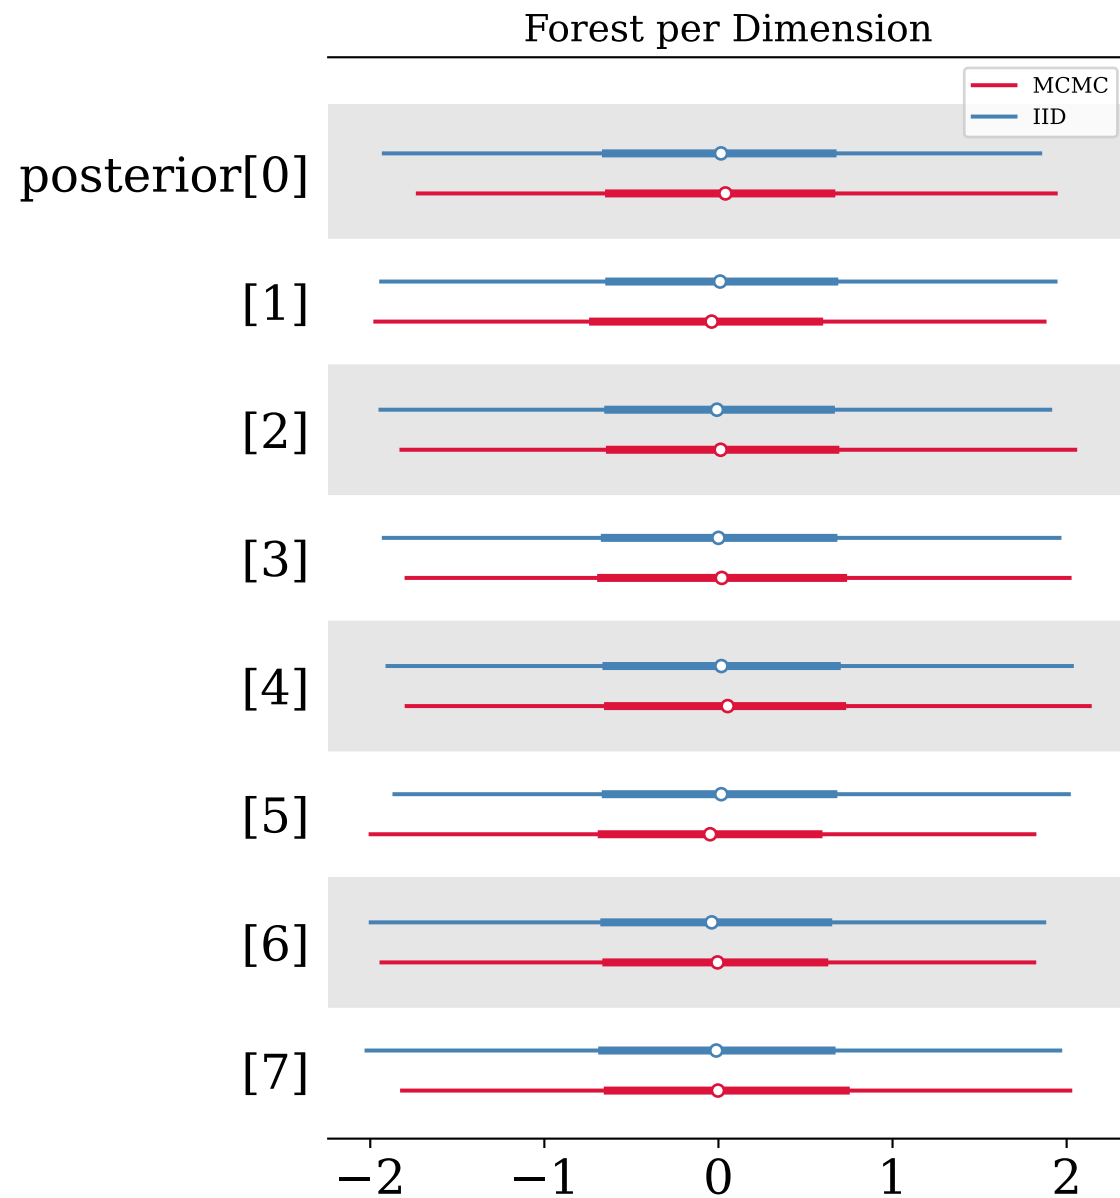 Forest per Dimension
MCMC
IID
posterior[0]
[1]
[2]
[3]
[4]
[5]
[6]
[7]
−2 −1 0 1 2